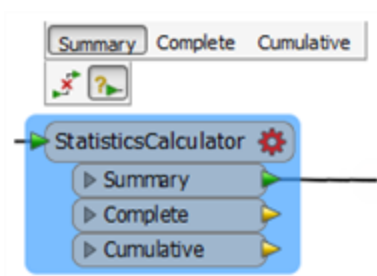 Summary Complete Cumulative
StatisticsCalculator
Summary
Complete
Cumulative